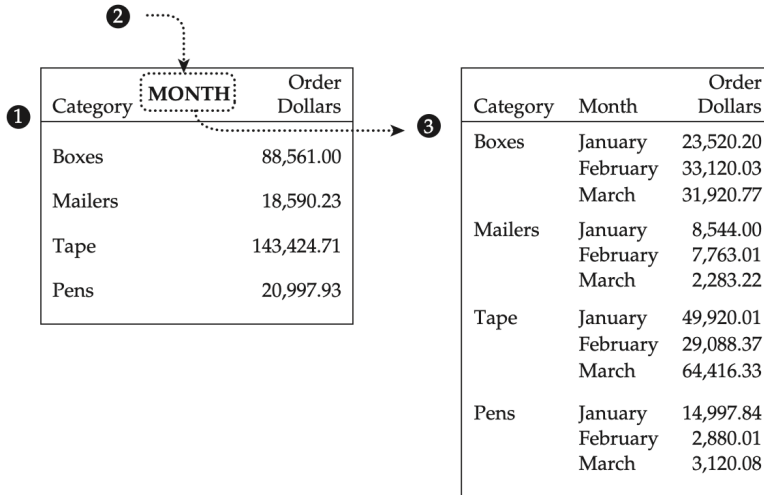 ❷
Category MONTH Order Dollars
❶
Boxes 88,561.00
Mailers 18,590.23
Tape 143,424.71
Pens 20,997.93
❸
Order
Category Month Dollars
Boxes January 23,520.20
February 33,120.03
March 31,920.77
Mailers January 8,544.00
February 7,763.01
March 2,283.22
Tape January 49,920.01
February 29,088.37
March 64,416.33
Pens January 14,997.84
February 2,880.01
March 3,120.08